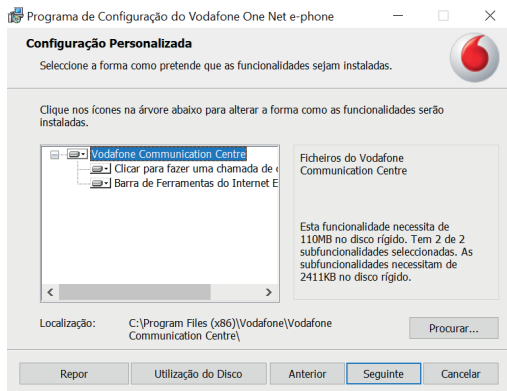 Programa de Configuração do Vodafone One Net e-phone
Configuração Personalizada
Seleccione a forma como pretende que as funcionalidades sejam instaladas.
Clique nos ícones na árvore abaixo para alterar a forma como as funcionalidades serão
instaladas.
Vodafone Communication Centre
Clicar para fazer uma chamada de
Barra de Ferramentas do Internet E
Ficheiros do Vodafone
Communication Centre
Esta funcionalidade necessita de
110MB no disco rígido. Tem 2 de 2
subfuncionalidades seleccionadas. As
subfuncionalidades necessitam de
2411KB no disco rígido.
Localização:
C:\Program Files (x86)\Vodafone\Vodafone
Communication Centre\
Procurar...
Repor
Utilização do Disco
Anterior
Seguinte
Cancelar